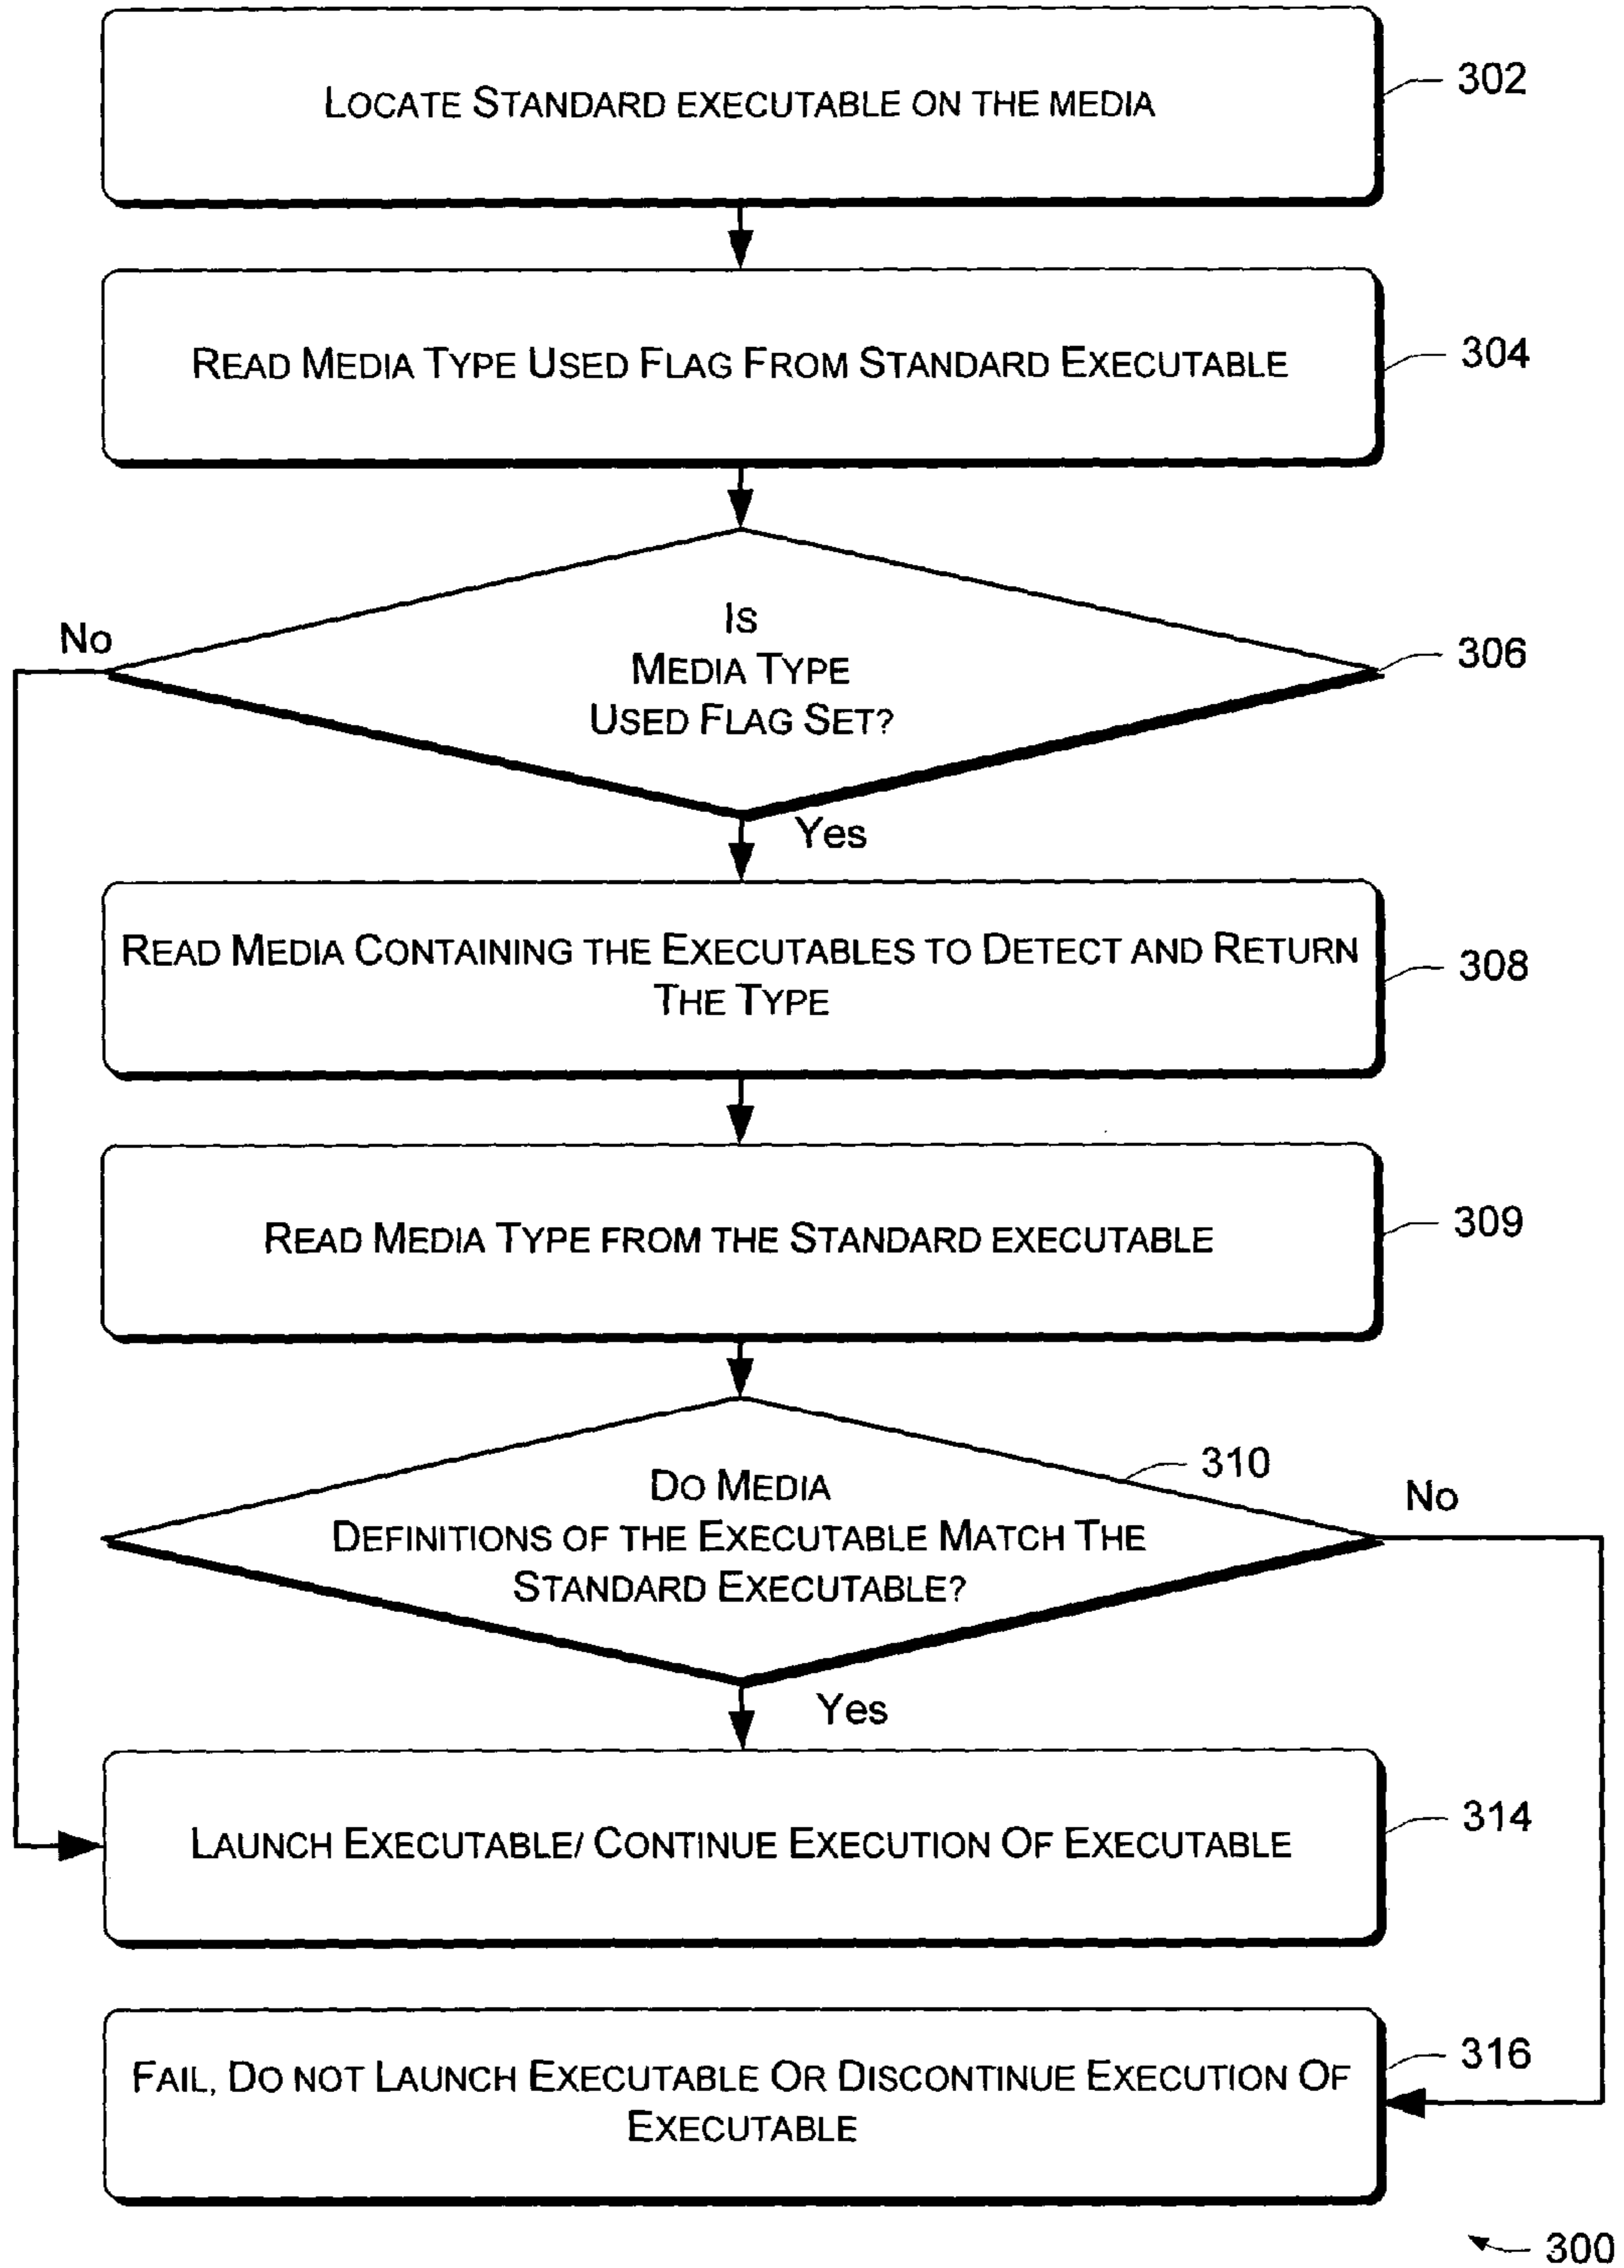 LOCATE STANDARD EXECUTABLE ON THE MEDIA
302
READ MEDIA TYPE USED FLAG FROM STANDARD EXECUTABLE
304
No
IS
MEDIA TYPE
USED FLAG SET?
306
Yes
READ MEDIA CONTAINING THE EXECUTABLES TO DETECT AND RETURN
THE TYPE
308
READ MEDIA TYPE FROM THE STANDARD EXECUTABLE
309
DO MEDIA
DEFINITIONS OF THE EXECUTABLE MATCH THE
STANDARD EXECUTABLE?
310
No
Yes
LAUNCH EXECUTABLE/ CONTINUE EXECUTION OF EXECUTABLE
314
FAIL, DO NOT LAUNCH EXECUTABLE OR DISCONTINUE EXECUTION OF
EXECUTABLE
316
300